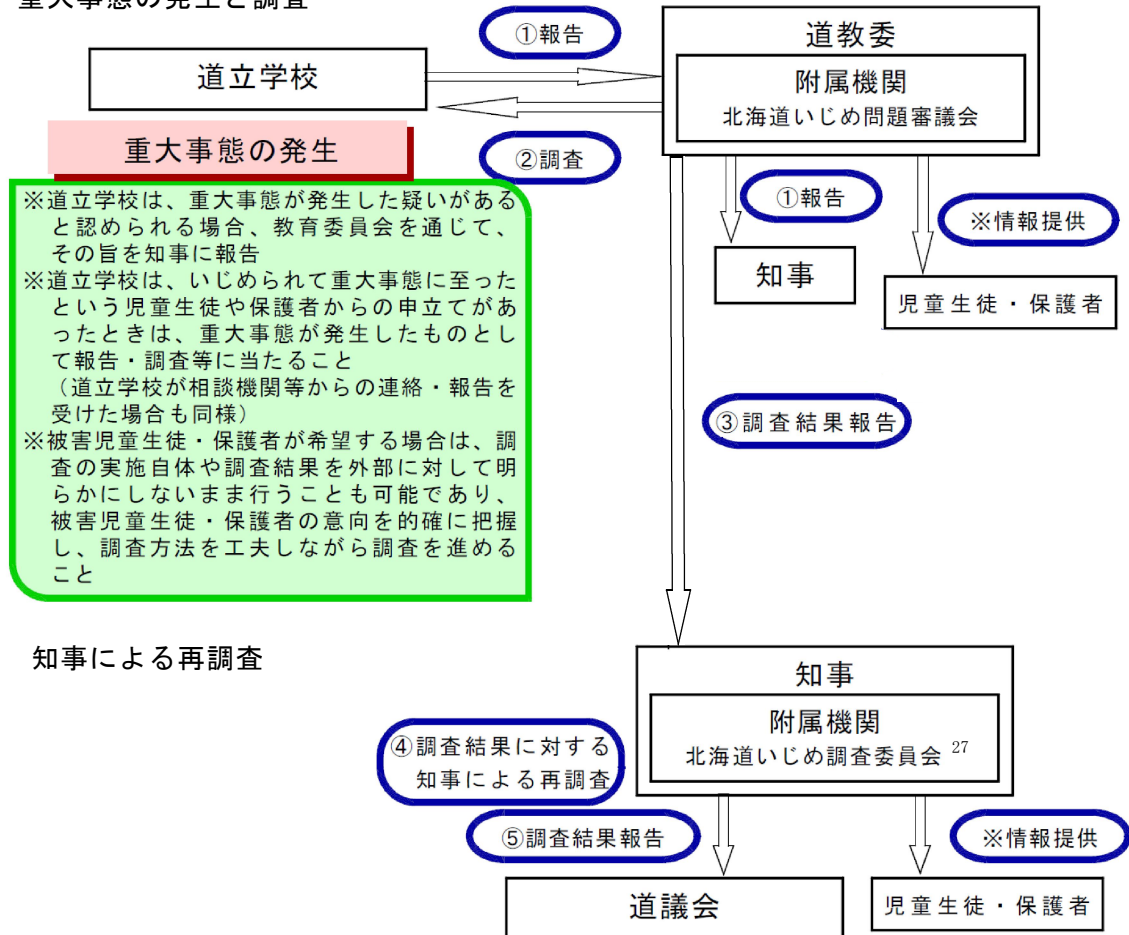 重大事態の発生と調査
①報告
道教委
道立学校
附属機関
北海道いじめ問題審議会
②調査
重大事態の発生
①報告
※情報提供
知事
児童生徒・保護者
※道立学校は、重大事態が発生した疑いがある
と認められる場合、教育委員会を通じて、
その旨を知事に報告
※道立学校は、いじめられて重大事態に至った
という児童生徒や保護者からの申立てがあ
ったときは、重大事態が発生したものとし
て報告・調査等に当たること
（道立学校が相談機関等からの連絡・報告を
受けた場合も同様）
※被害児童生徒・保護者が希望する場合は、調
査の実施自体や調査結果を外部に対して明
らかにしないまま行うことも可能であり、
被害児童生徒・保護者の意向を的確に把握
し、調査方法を工夫しながら調査を進める
こと
③調査結果報告
知事による再調査
知事
附属機関
北海道いじめ調査委員会 27
④調査結果に対する
知事による再調査
⑤調査結果報告
※情報提供
道議会
児童生徒・保護者